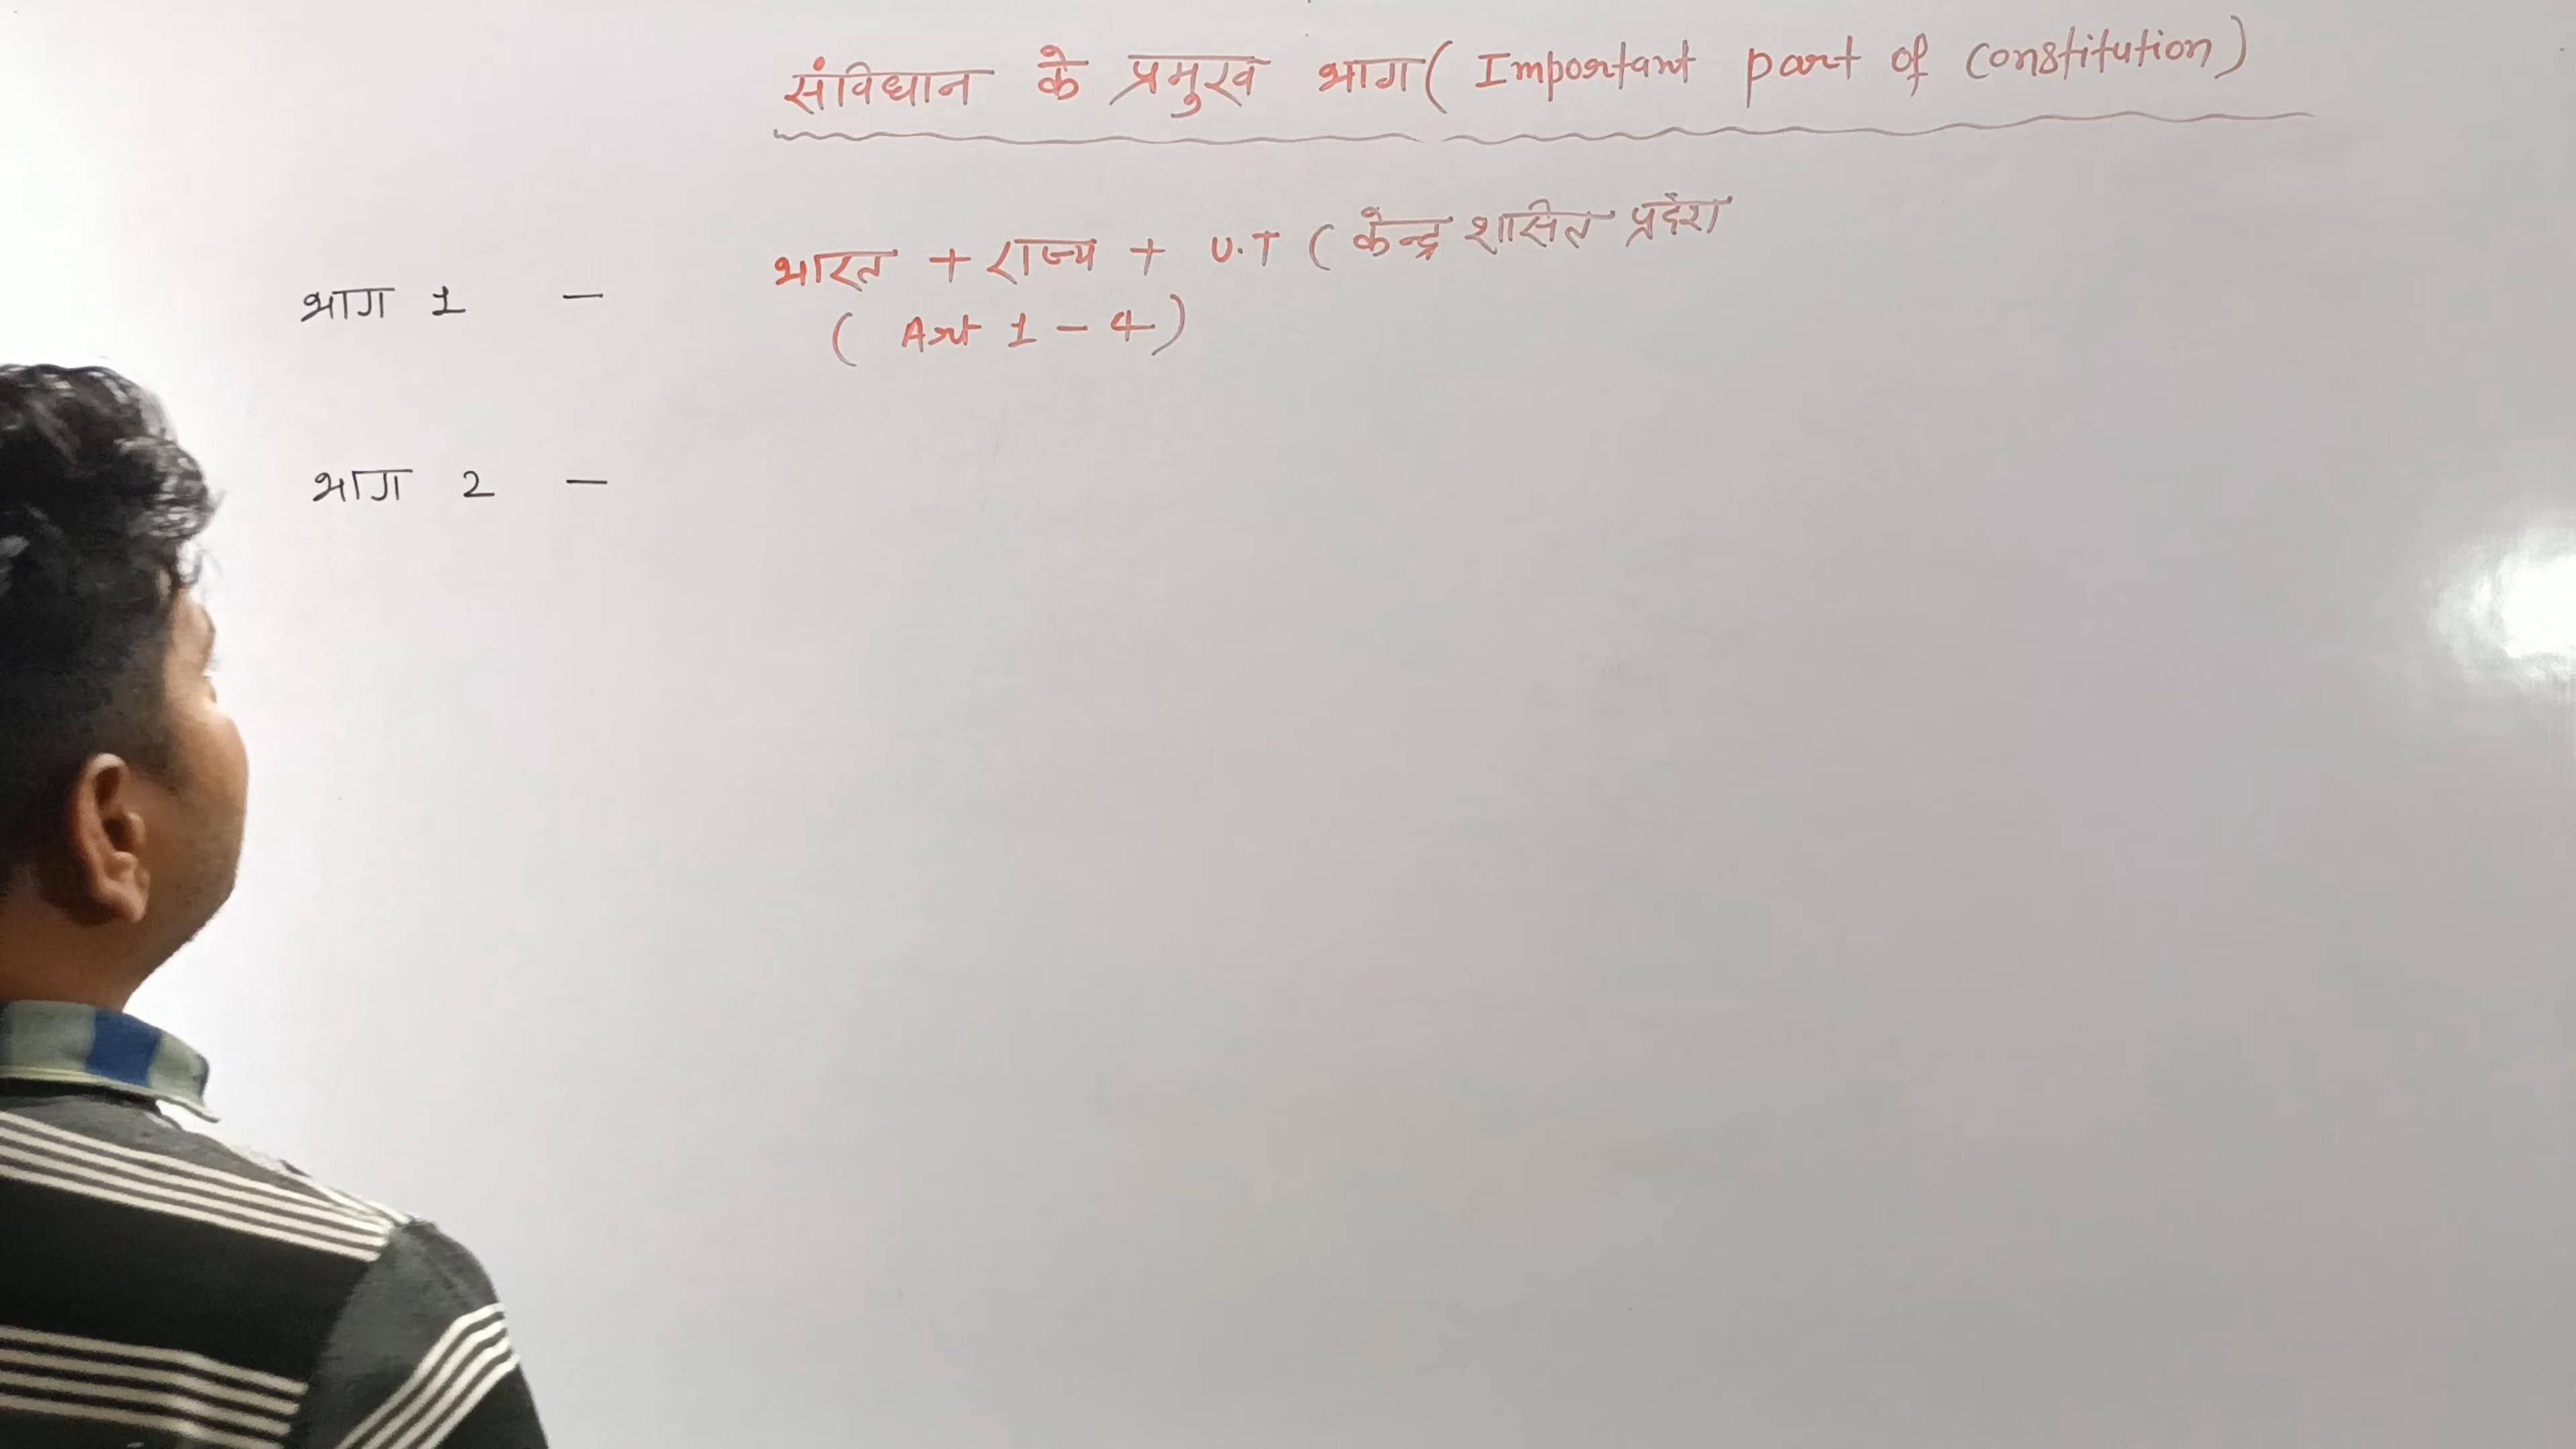 संविधान के प्रमुख भाग ( Important part of Constitution )
भाग 1 - भारत + राज्य + U.T ( केन्द्र शासित प्रदेश
( Art 1 - 4 )
भाग 2 -